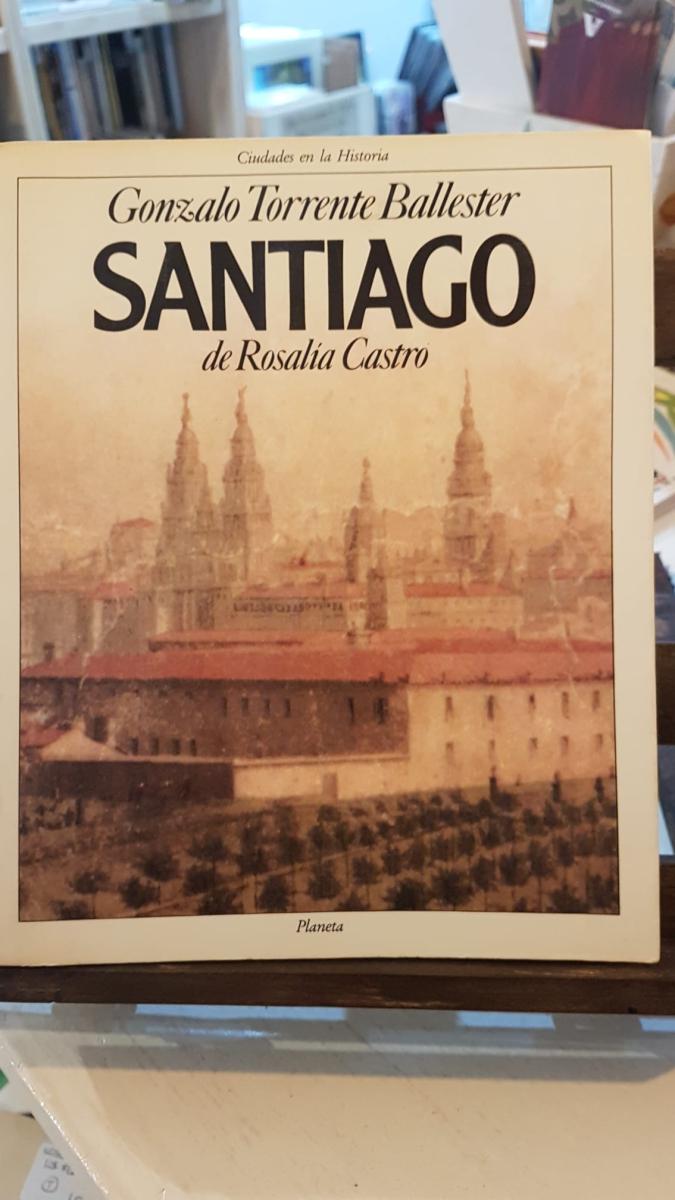 Ciudades en la Historia
Gonzalo Torrente Ballester
SANTIAGO
de Rosalía Castro
Planeta
V